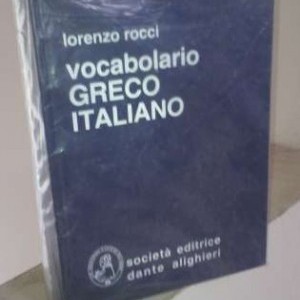 lorenzo rocci
vocabolario
GRECO
ITALIANO
società editrice
dante alighieri